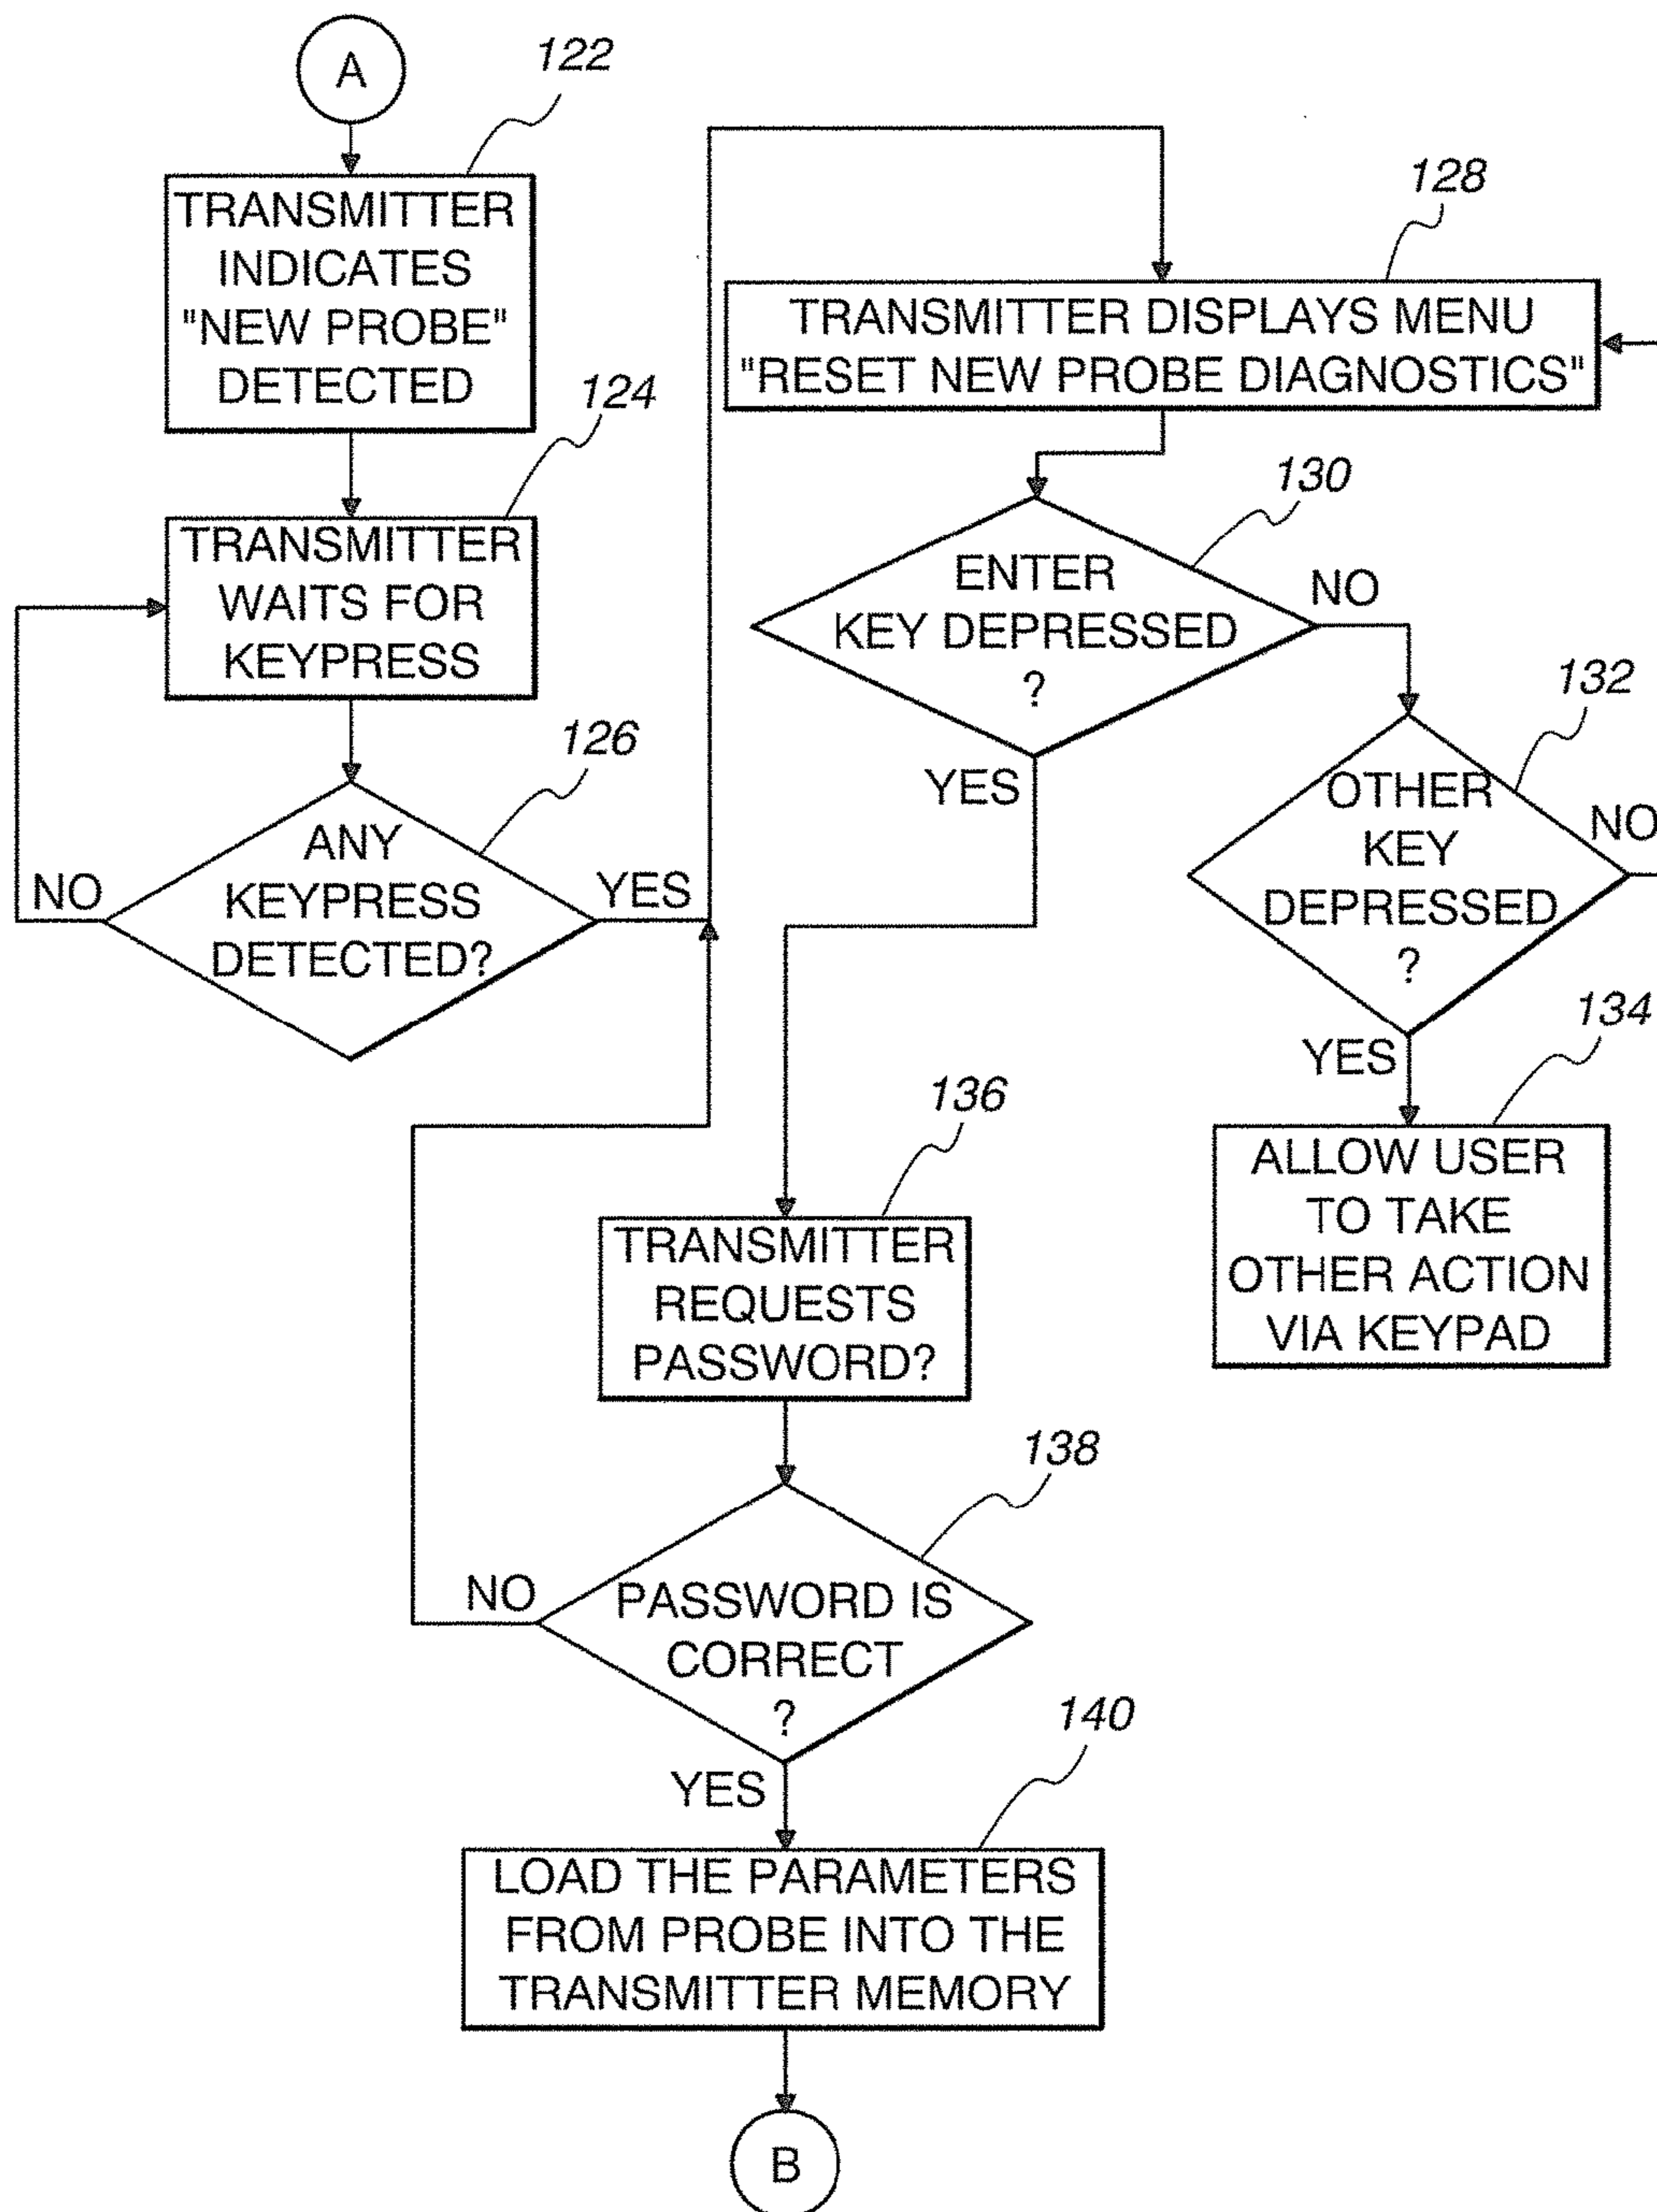 A
122
TRANSMITTER
INDICATES
"NEW PROBE"
DETECTED
124
TRANSMITTER
WAITS FOR
KEYPRESS
126
ANY
KEYPRESS
DETECTED?
NO
YES
128
TRANSMITTER DISPLAYS MENU
"RESET NEW PROBE DIAGNOSTICS"
130
ENTER
KEY DEPRESSED
?
NO
YES
132
OTHER
KEY
DEPRESSED
?
NO
YES
134
ALLOW USER
TO TAKE
OTHER ACTION
VIA KEYPAD
136
TRANSMITTER
REQUESTS
PASSWORD?
138
PASSWORD IS
CORRECT
?
NO
YES
140
LOAD THE PARAMETERS
FROM PROBE INTO THE
TRANSMITTER MEMORY
B